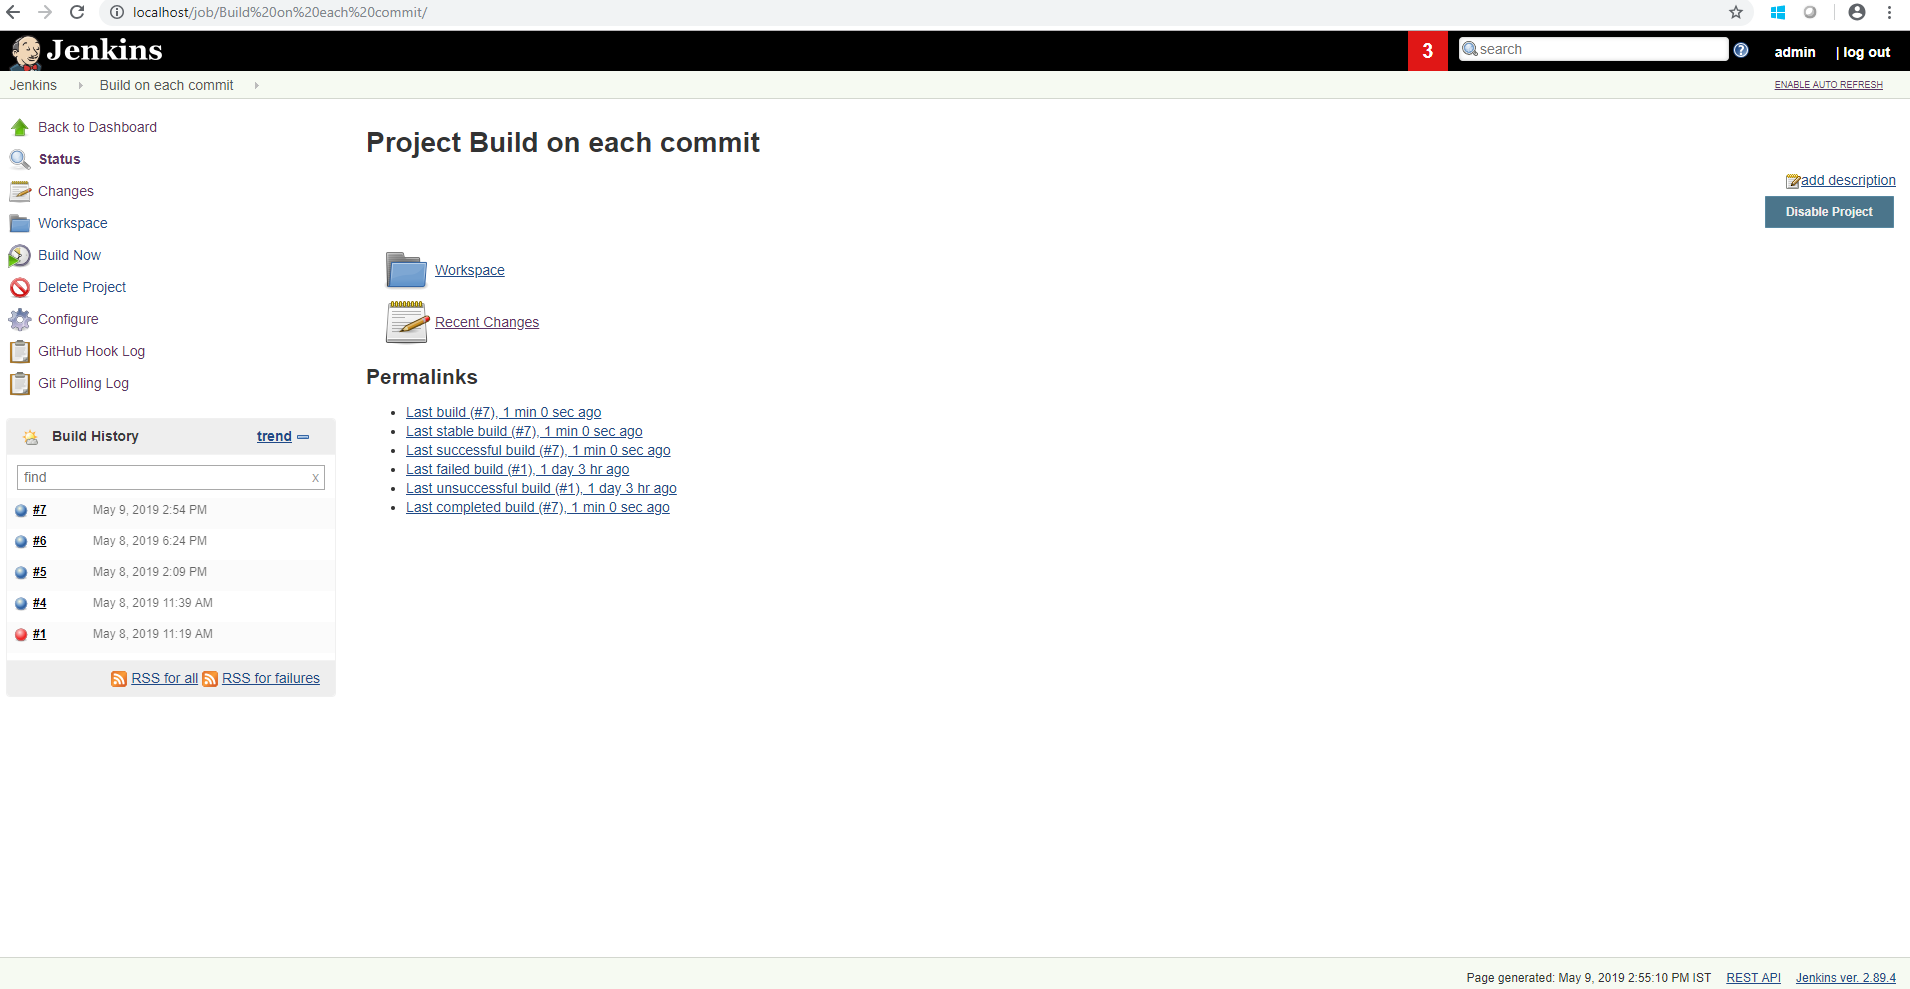 localhost/job/Build%20on%20each%20commit/
Jenkins
3
search
?
admin
| log out
Jenkins
Build on each commit
ENABLE AUTO REFRESH
Back to Dashboard
Status
Changes
Workspace
Build Now
Delete Project
Configure
GitHub Hook Log
Git Polling Log
Build History
trend
find
x
#7 May 9, 2019 2:54 PM
#6 May 8, 2019 6:24 PM
#5 May 8, 2019 2:09 PM
#4 May 8, 2019 11:39 AM
#1 May 8, 2019 11:19 AM
RSS for all RSS for failures
Project Build on each commit
add description
Disable Project
Workspace
Recent Changes
Permalinks
Last build (#7), 1 min 0 sec ago
Last stable build (#7), 1 min 0 sec ago
Last successful build (#7), 1 min 0 sec ago
Last failed build (#1), 1 day 3 hr ago
Last unsuccessful build (#1), 1 day 3 hr ago
Last completed build (#7), 1 min 0 sec ago
Page generated: May 9, 2019 2:55:10 PM IST REST API Jenkins ver. 2.89.4